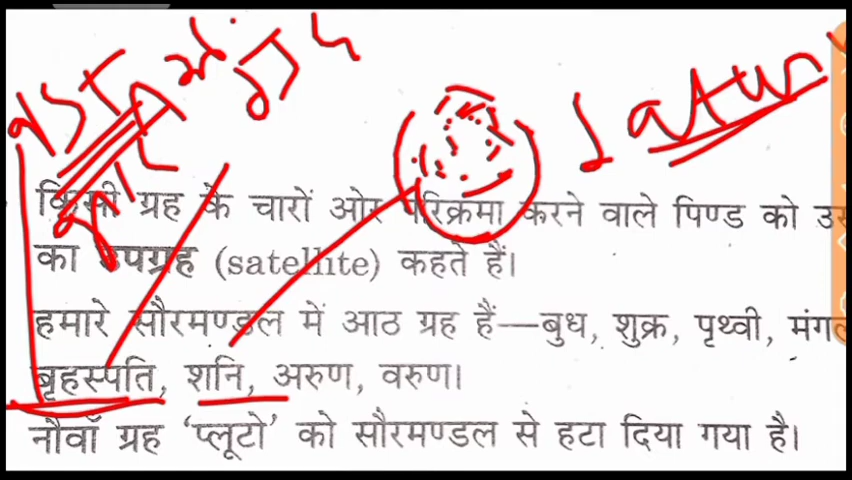 Saturn
किसी ग्रह के चारों ओर परिक्रमा करने वाले पिण्ड को उस
का उपग्रह (satellite) कहते हैं।
हमारे सौरमण्डल में आठ ग्रह हैं—बुध, शुक्र, पृथ्वी, मंगल
बृहस्पति, शनि, अरुण, वरुण।
नौवाँ ग्रह ‘प्लूटो’ को सौरमण्डल से हटा दिया गया है।